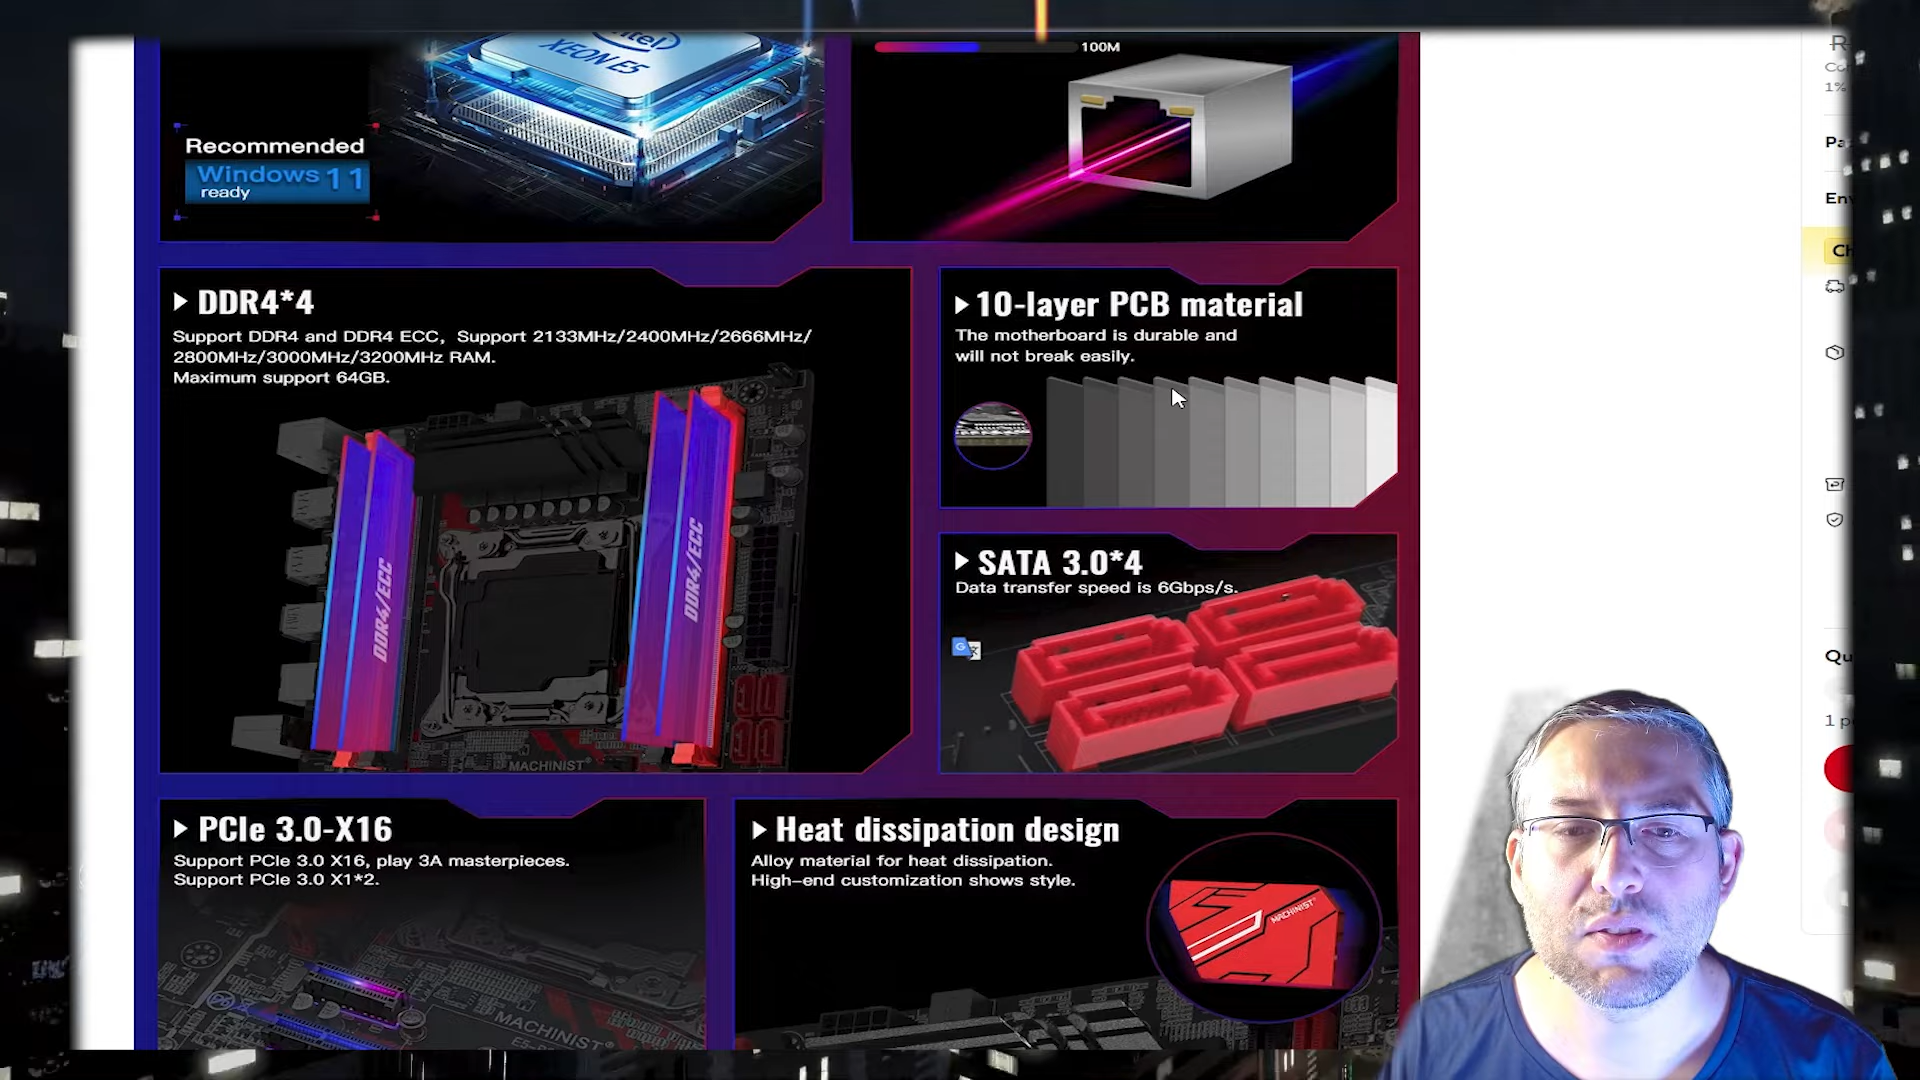 intel
XEON E5
100M
Recommended
Windows 11
ready
DDR4*4
Support DDR4 and DDR4 ECC, Support 2133MHz/2400MHz/2666MHz/
2800MHz/3000MHz/3200MHz RAM.
Maximum support 64GB.
DDR4/ECC
DDR4/ECC
MACHINIST
10-layer PCB material
The motherboard is durable and
will not break easily.
SATA 3.0*4
Data transfer speed is 6Gbps/s.
PCIe 3.0-X16
Support PCIe 3.0 X16, play 3A masterpieces.
Support PCIe 3.0 X1*2.
MACHINIST
Heat dissipation design
Alloy material for heat dissipation.
High-end customization shows style.
MACHINIST
1%